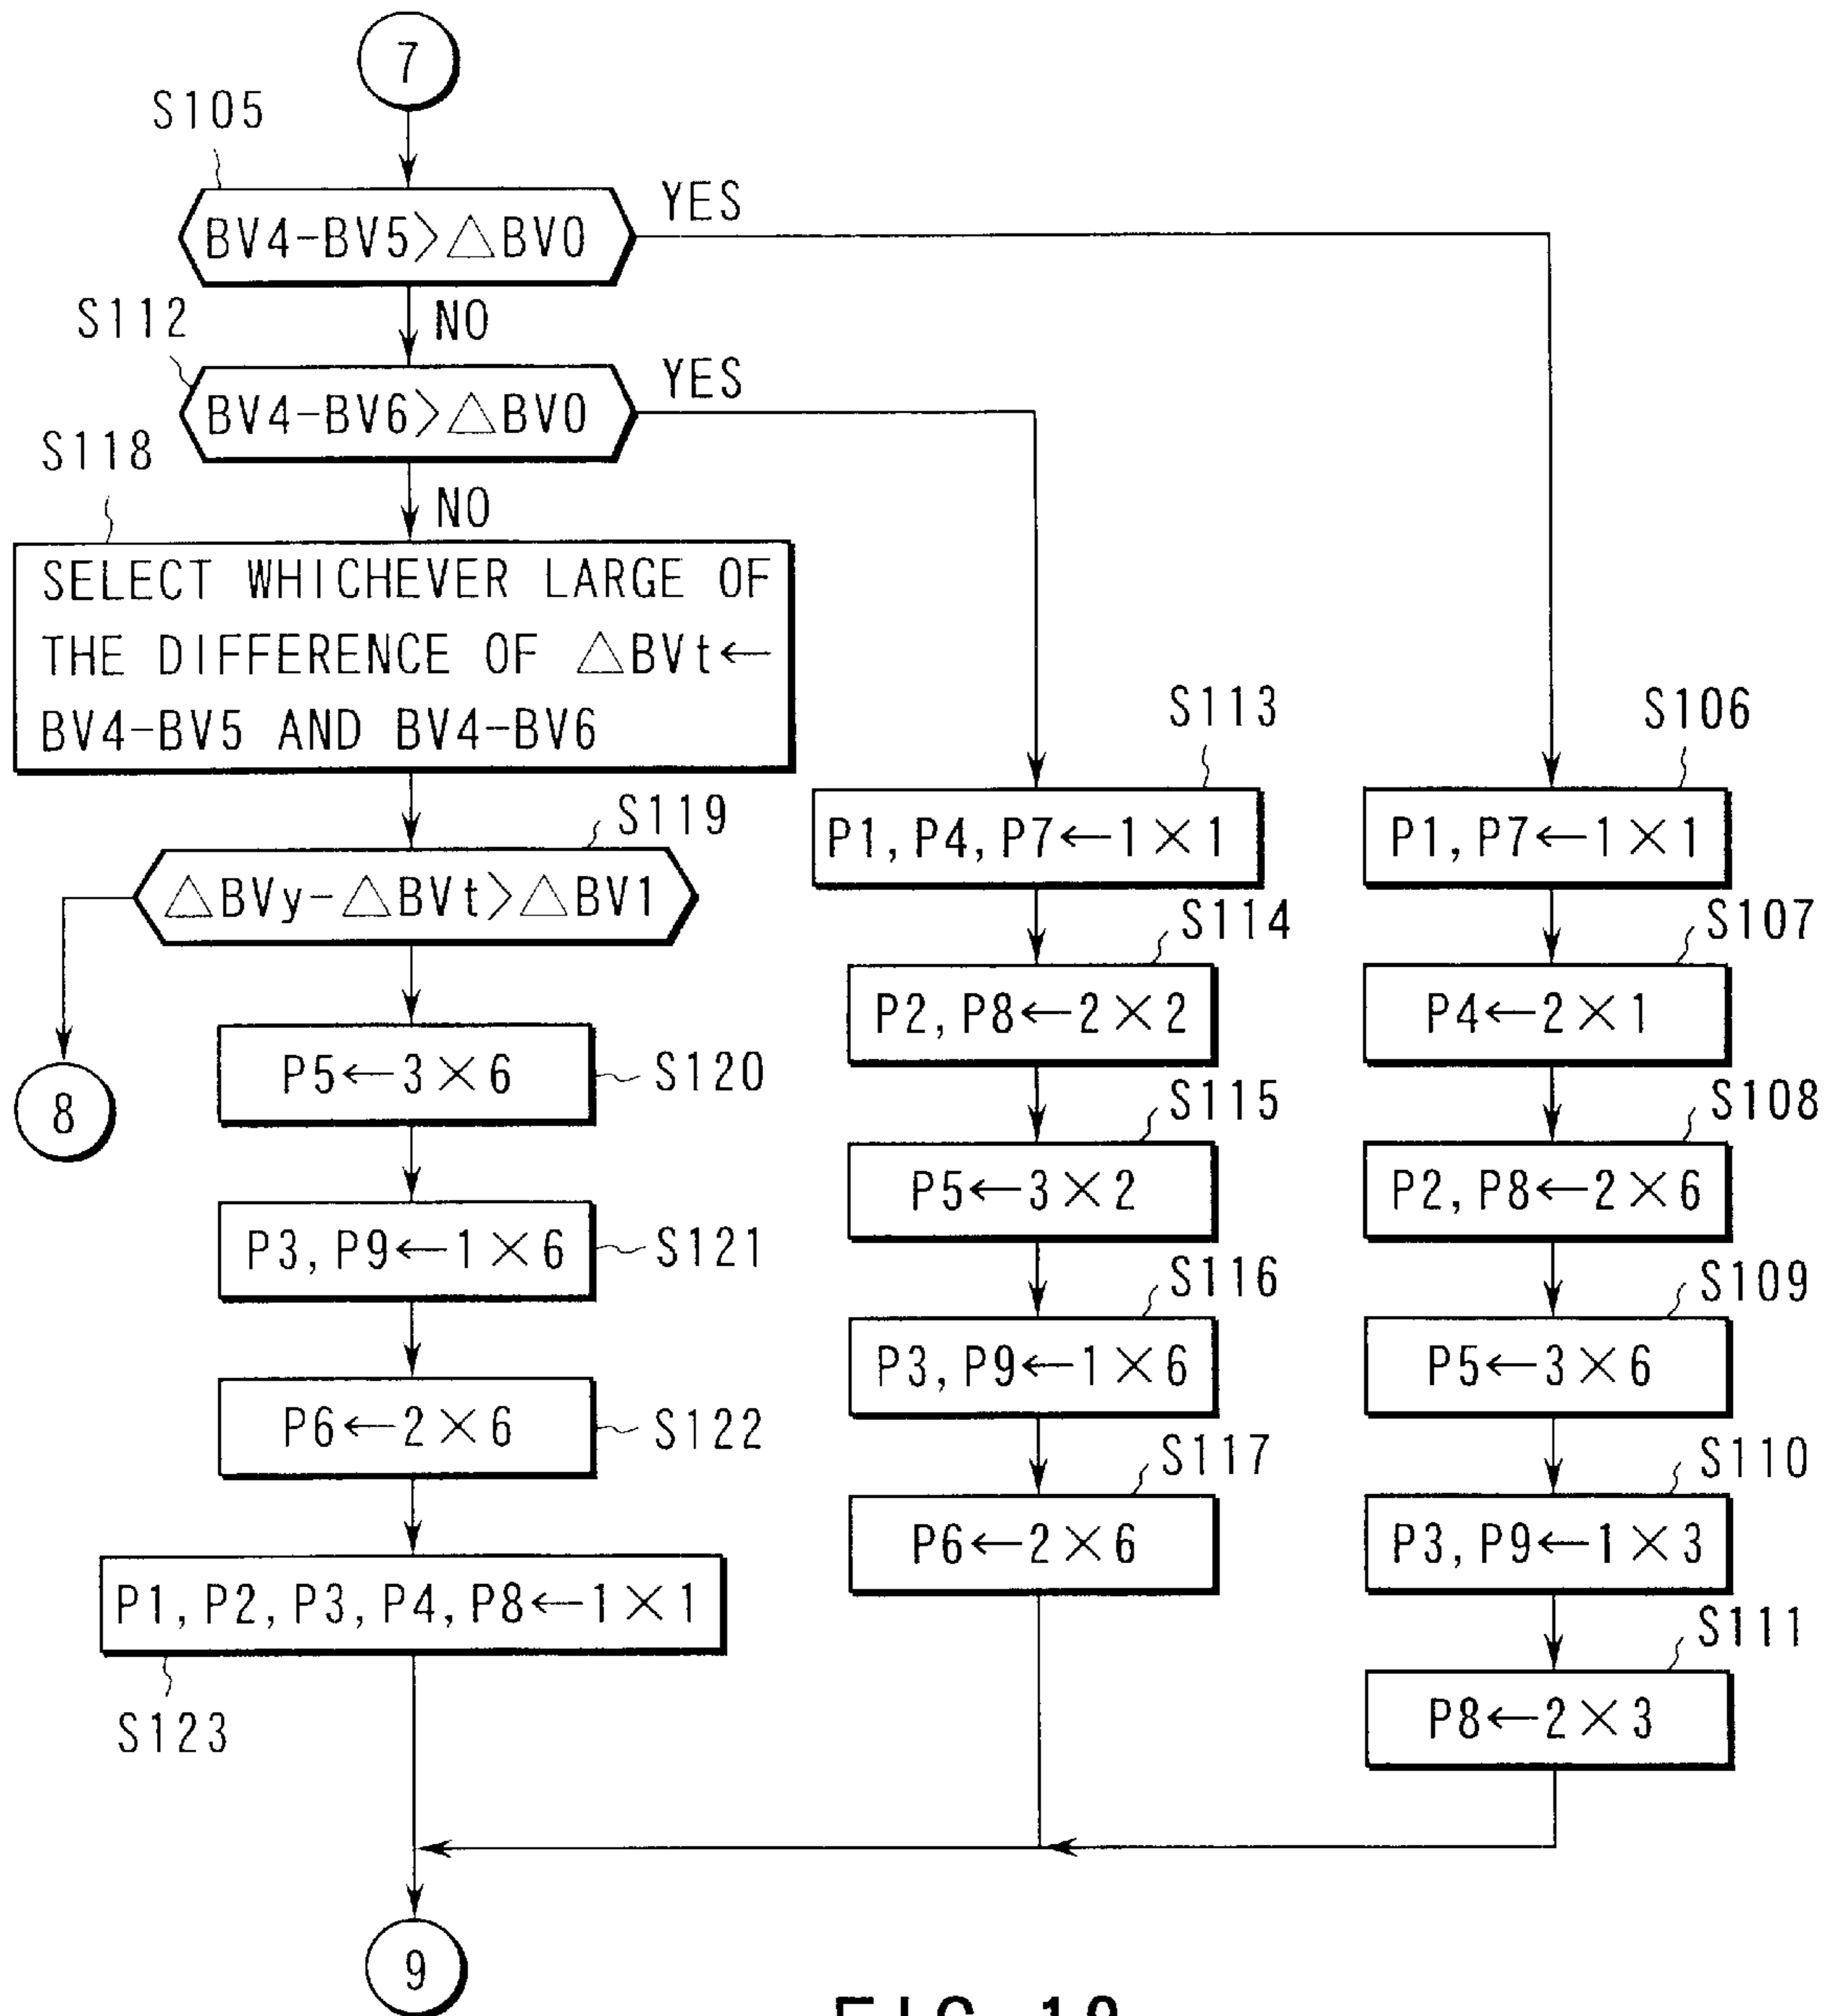 7
S105
BV4-BV5>△BV0
YES
NO
S112
BV4-BV6>△BV0
YES
NO
S118
SELECT WHICHEVER LARGE OF
THE DIFFERENCE OF △BVt←
BV4-BV5 AND BV4-BV6
S119
△BVy-△BVt>△BV1
8
P5←3×6
S120
P3, P9←1×6
S121
P6←2×6
S122
P1, P2, P3, P4, P8←1×1
S123
S113
P1, P4, P7←1×1
S114
P2, P8←2×2
S115
P5←3×2
S116
P3, P9←1×6
S117
P6←2×6
S106
P1, P7←1×1
S107
P4←2×1
S108
P2, P8←2×6
S109
P5←3×6
S110
P3, P9←1×3
S111
P8←2×3
9